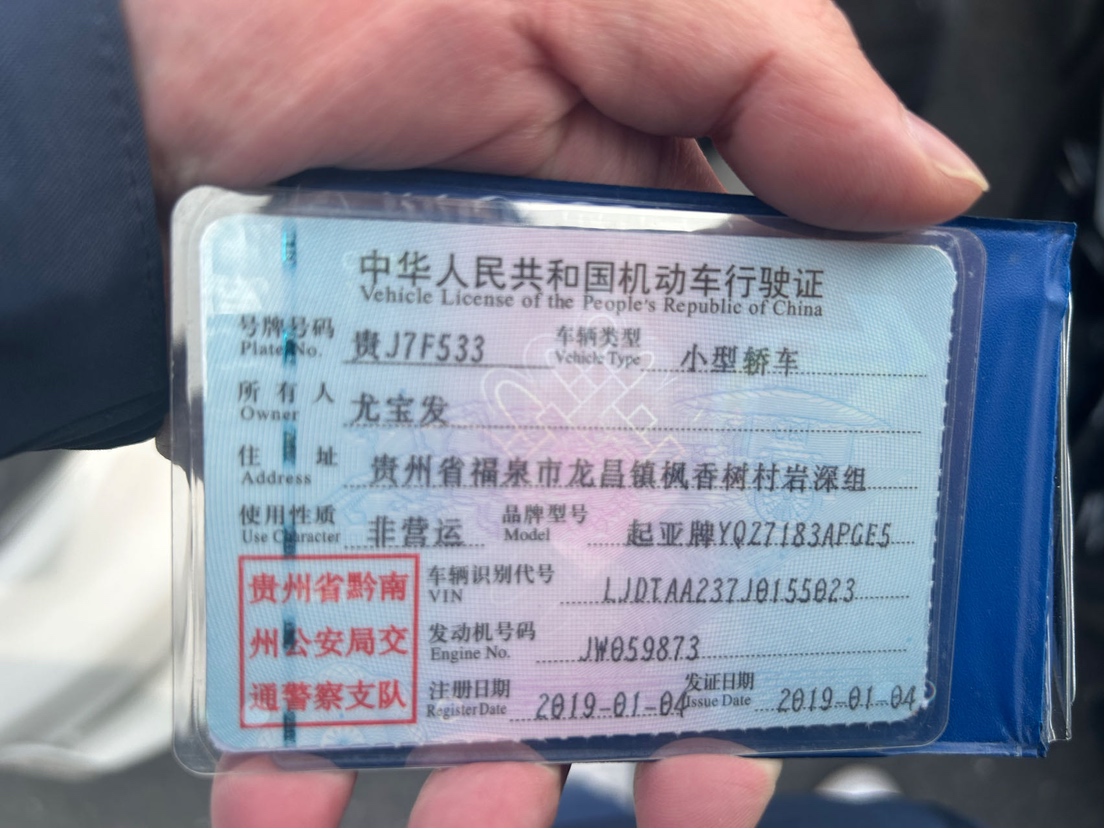 中华人民共和国机动车行驶证
Vehicle License of the People's Republic of China
号牌号码 贵J7F533 车辆类型 小型轿车
Plate No. Vehicle Type
所有人 尤宝发
Owner
住址 贵州省福泉市龙昌镇枫香树村岩深组
Address
使用性质 非营运 品牌型号 起亚牌YQZ7183APGE5
Use Character Model
贵州省黔南 车辆识别代号 LJDTAA237J0155023
VIN
州公安局交 发动机号码 JW059873
Engine No.
通警察支队 注册日期 2019-01-04 发证日期 2019-01-04
Register Date Issue Date